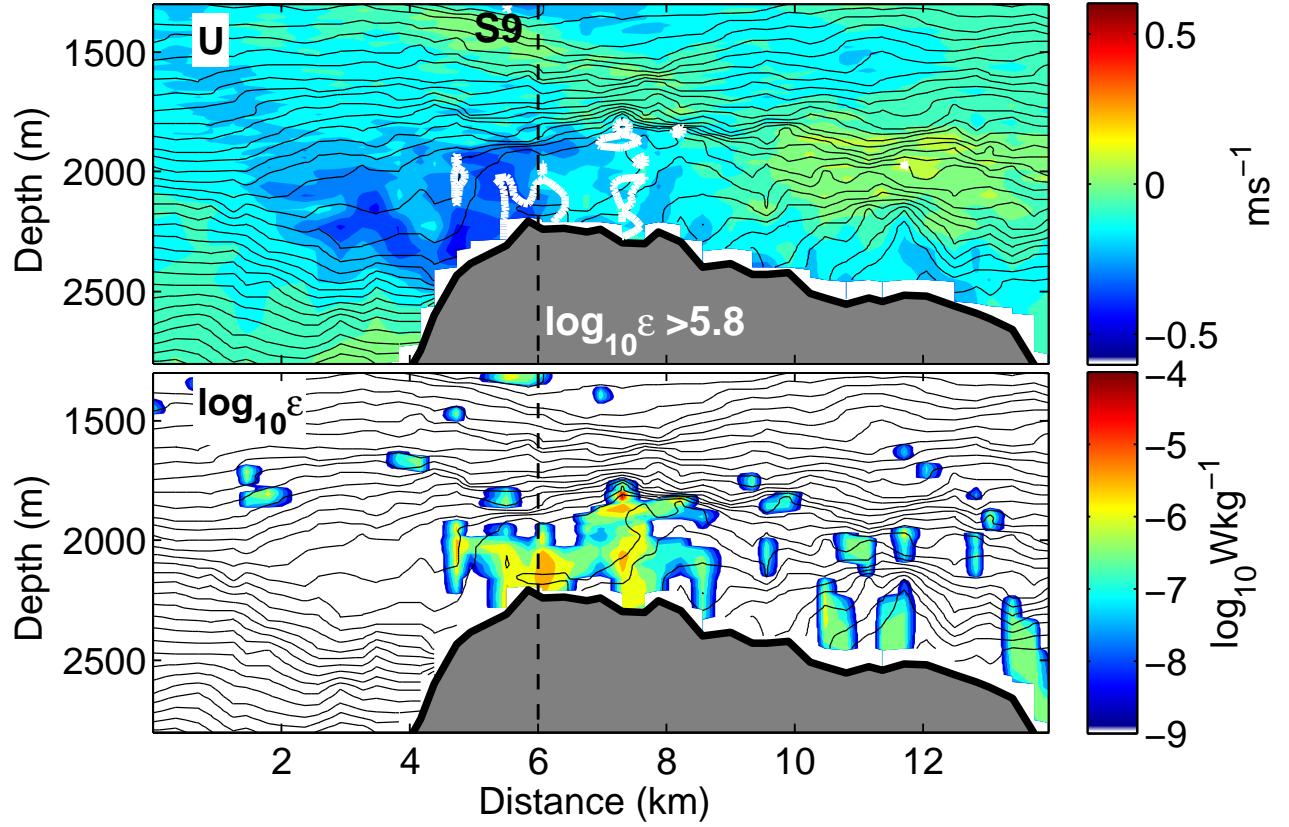 U
S9
1500
2000
2500
Depth (m)
log₁₀ε >5.8
0.5
0
−0.5
ms⁻¹
log₁₀ε
1500
2000
2500
Depth (m)
2
4
6
8
10
12
Distance (km)
−4
−5
−6
−7
−8
−9
log₁₀Wkg⁻¹